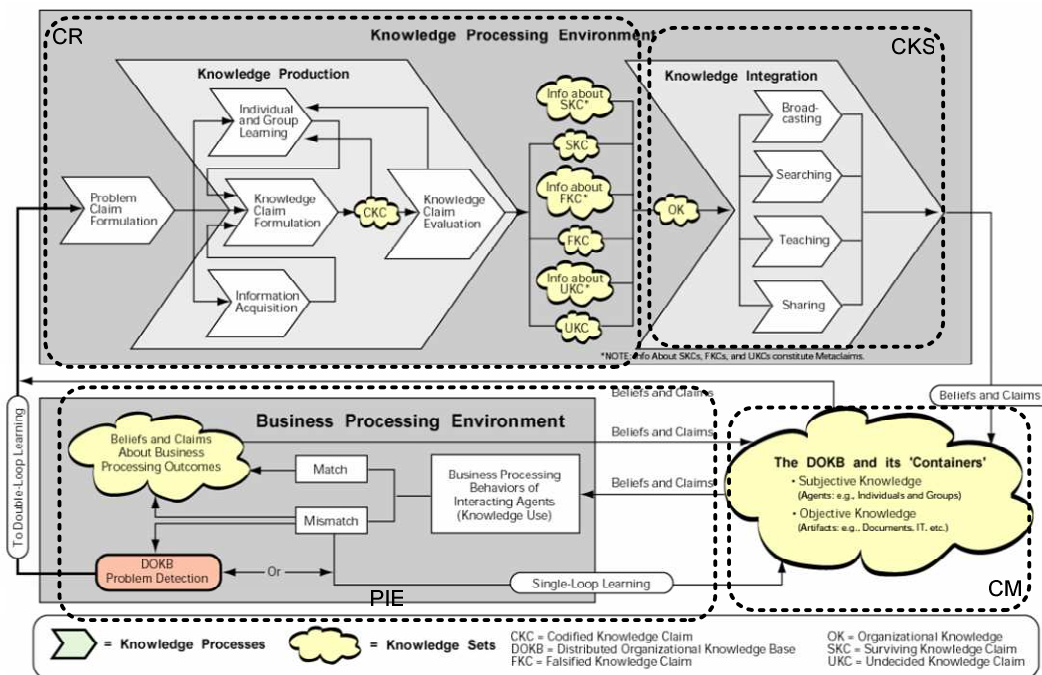 CR
Knowledge Processing Environment
CKS
Knowledge Production
Individual
and Group
Learning
Problem
Claim
Formulation
Knowledge
Claim
Formulation
CKC
Knowledge
Claim
Evaluation
Information
Acquisition
Info about
SKC*
SKC
Info about
FKC*
FKC
Info about
UKC*
UKC
OK
Knowledge Integration
Broad-
casting
Searching
Teaching
Sharing
*NOTE: Info About SKCs, FKCs, and UKCs constitute Metaclaims.
To Double-Loop Learning
Business Processing Environment
Beliefs and Claims
About Business
Processing Outcomes
Match
Mismatch
Business Processing
Behaviors of
Interacting Agents
(Knowledge Use)
DOKB
Problem Detection
Or
Single-Loop Learning
PIE
Beliefs and Claims
Beliefs and Claims
Beliefs and Claims
Beliefs and Claims
The DOKB and its 'Containers'
• Subjective Knowledge
(Agents: e.g., Individuals and Groups)
• Objective Knowledge
(Artifacts: e.g., Documents, IT, etc.)
CM
= Knowledge Processes
= Knowledge Sets
CKC = Codified Knowledge Claim
DOKB = Distributed Organizational Knowledge Base
FKC = Falsified Knowledge Claim
OK = Organizational Knowledge
SKC = Surviving Knowledge Claim
UKC = Undecided Knowledge Claim